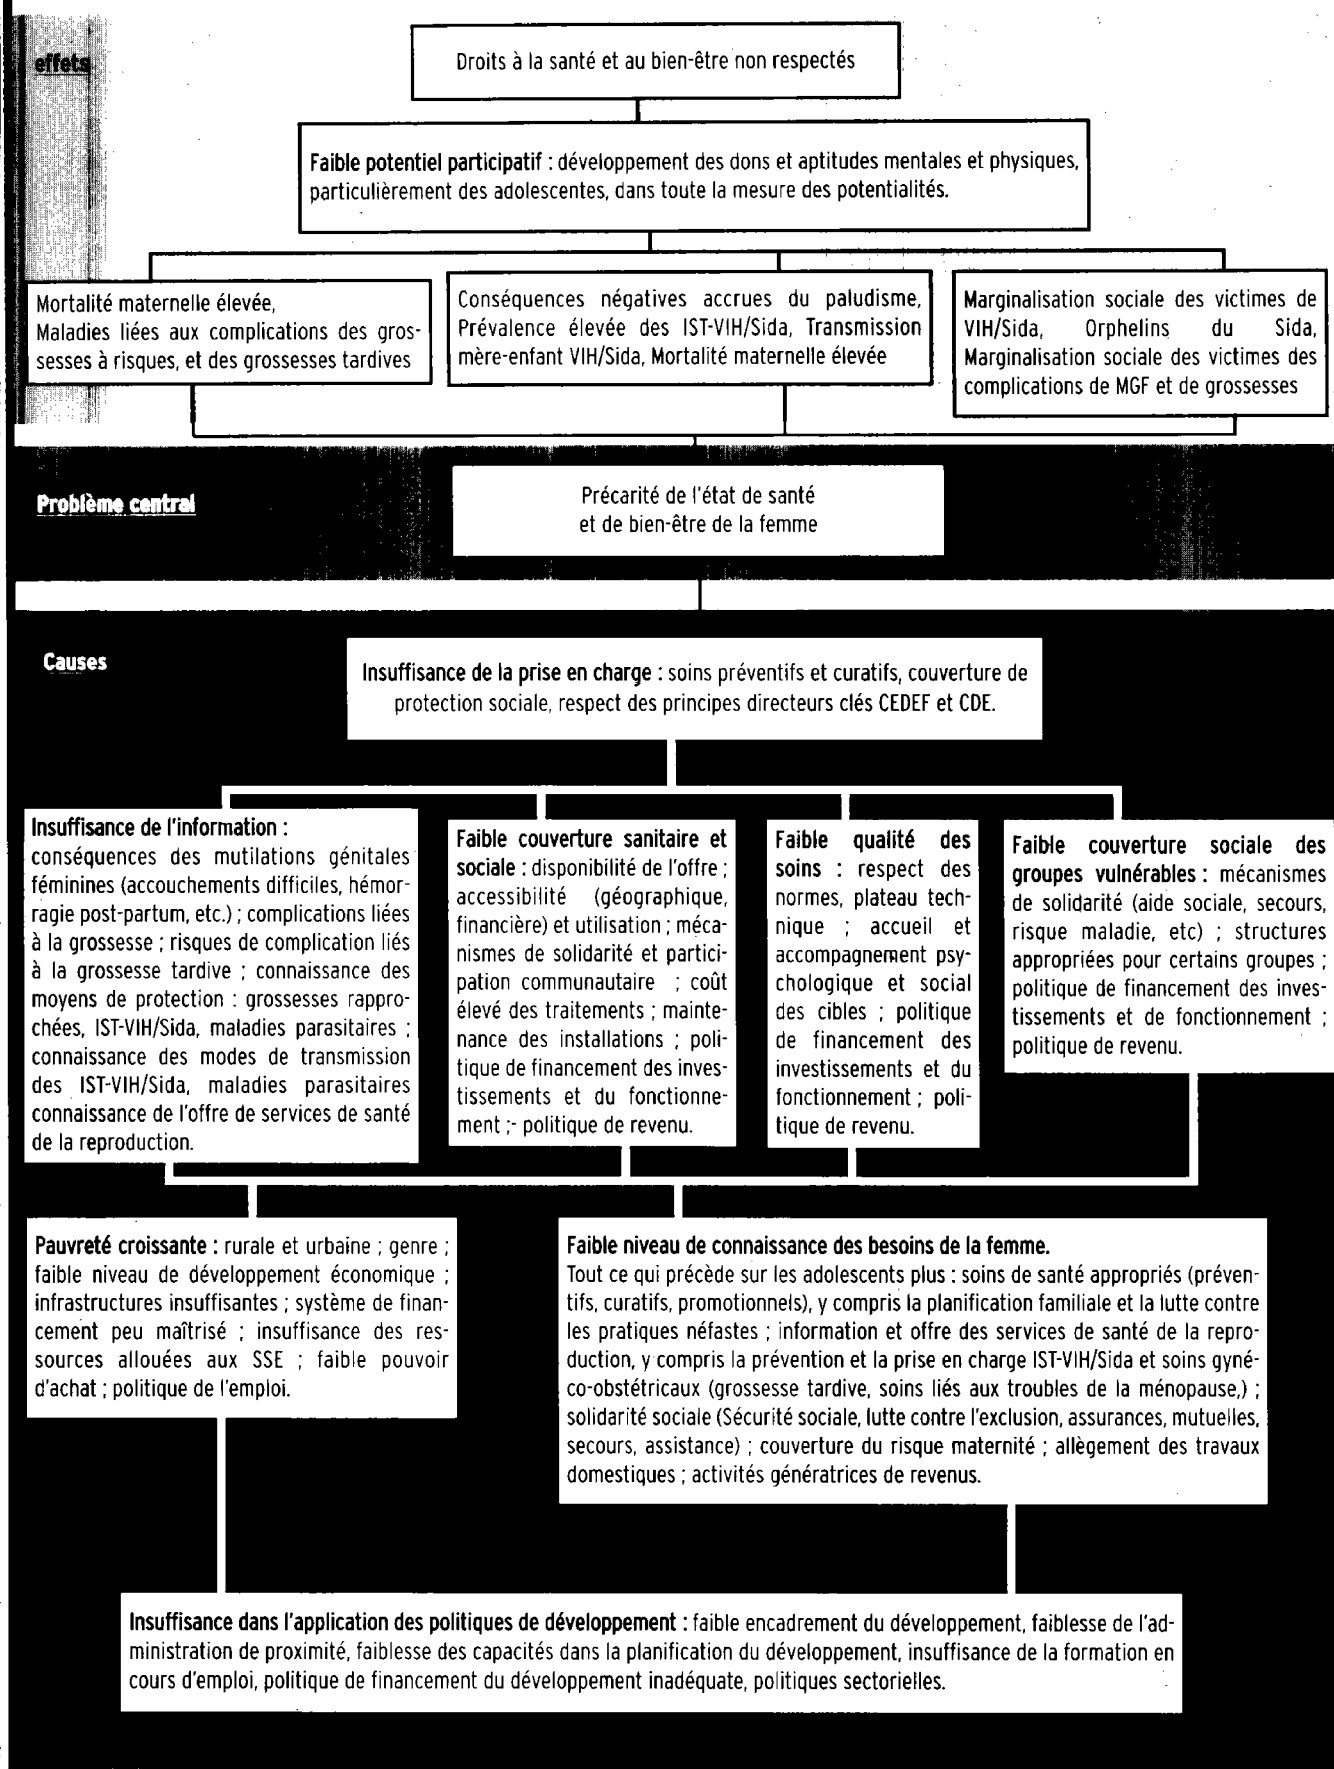 effets
Droits à la santé et au bien-être non respectés
Faible potentiel participatif : développement des dons et aptitudes mentales et physiques,
particulièrement des adolescentes, dans toute la mesure des potentialités.
Mortalité maternelle élevée,
Maladies liées aux complications des gros-
sesses à risques, et des grossesses tardives
Conséquences négatives accrues du paludisme,
Prévalence élevée des IST-VIH/Sida, Transmission
mère-enfant VIH/Sida, Mortalité maternelle élevée
Marginalisation sociale des victimes de
VIH/Sida, Orphelins du Sida,
Marginalisation sociale des victimes des
complications de MGF et de grossesses
Problème central
Précarité de l'état de santé
et de bien-être de la femme
Causes
Insuffisance de la prise en charge : soins préventifs et curatifs, couverture de
protection sociale, respect des principes directeurs clés CEDEF et CDE.
Insuffisance de l'information :
conséquences des mutilations génitales
féminines (accouchements difficiles, hémor-
ragie post-partum, etc.) ; complications liées
à la grossesse ; risques de complication liés
à la grossesse tardive ; connaissance des
moyens de protection : grossesses rappro-
chées, IST-VIH/Sida, maladies parasitaires ;
connaissance des modes de transmission
des IST-VIH/Sida, maladies parasitaires
connaissance de l'offre de services de santé
de la reproduction.
Faible couverture sanitaire et
sociale : disponibilité de l'offre ;
accessibilité (géographique,
financière) et utilisation ; méca-
nismes de solidarité et partici-
pation communautaire ; coût
élevé des traitements ; mainte-
nance des installations ; poli-
tique de financement des inves-
tissements et du fonctionne-
ment ;- politique de revenu.
Faible qualité des
soins : respect des
normes, plateau tech-
nique ; accueil et
accompagnement psy-
chologique et social
des cibles ; politique
de financement des
investissements et du
fonctionnement ; poli-
tique de revenu.
Faible couverture sociale des
groupes vulnérables : mécanismes
de solidarité (aide sociale, secours,
risque maladie, etc) ; structures
appropriées pour certains groupes ;
politique de financement des inves-
tissements et de fonctionnement ;
politique de revenu.
Pauvreté croissante : rurale et urbaine ; genre ;
faible niveau de développement économique ;
infrastructures insuffisantes ; système de finan-
cement peu maîtrisé ; insuffisance des res-
sources allouées aux SSE ; faible pouvoir
d'achat ; politique de l'emploi.
Faible niveau de connaissance des besoins de la femme.
Tout ce qui précède sur les adolescents plus : soins de santé appropriés (préven-
tifs, curatifs, promotionnels), y compris la planification familiale et la lutte contre
les pratiques néfastes ; information et offre des services de santé de la repro-
duction, y compris la prévention et la prise en charge IST-VIH/Sida et soins gyné-
co-obstétricaux (grossesse tardive, soins liés aux troubles de la ménopause,) ;
solidarité sociale (Sécurité sociale, lutte contre l'exclusion, assurances, mutuelles,
secours, assistance) ; couverture du risque maternité ; allègement des travaux
domestiques ; activités génératrices de revenus.
Insuffisance dans l'application des politiques de développement : faible encadrement du développement, faiblesse de l'ad-
ministration de proximité, faiblesse des capacités dans la planification du développement, insuffisance de la formation en
cours d'emploi, politique de financement du développement inadéquate, politiques sectorielles.